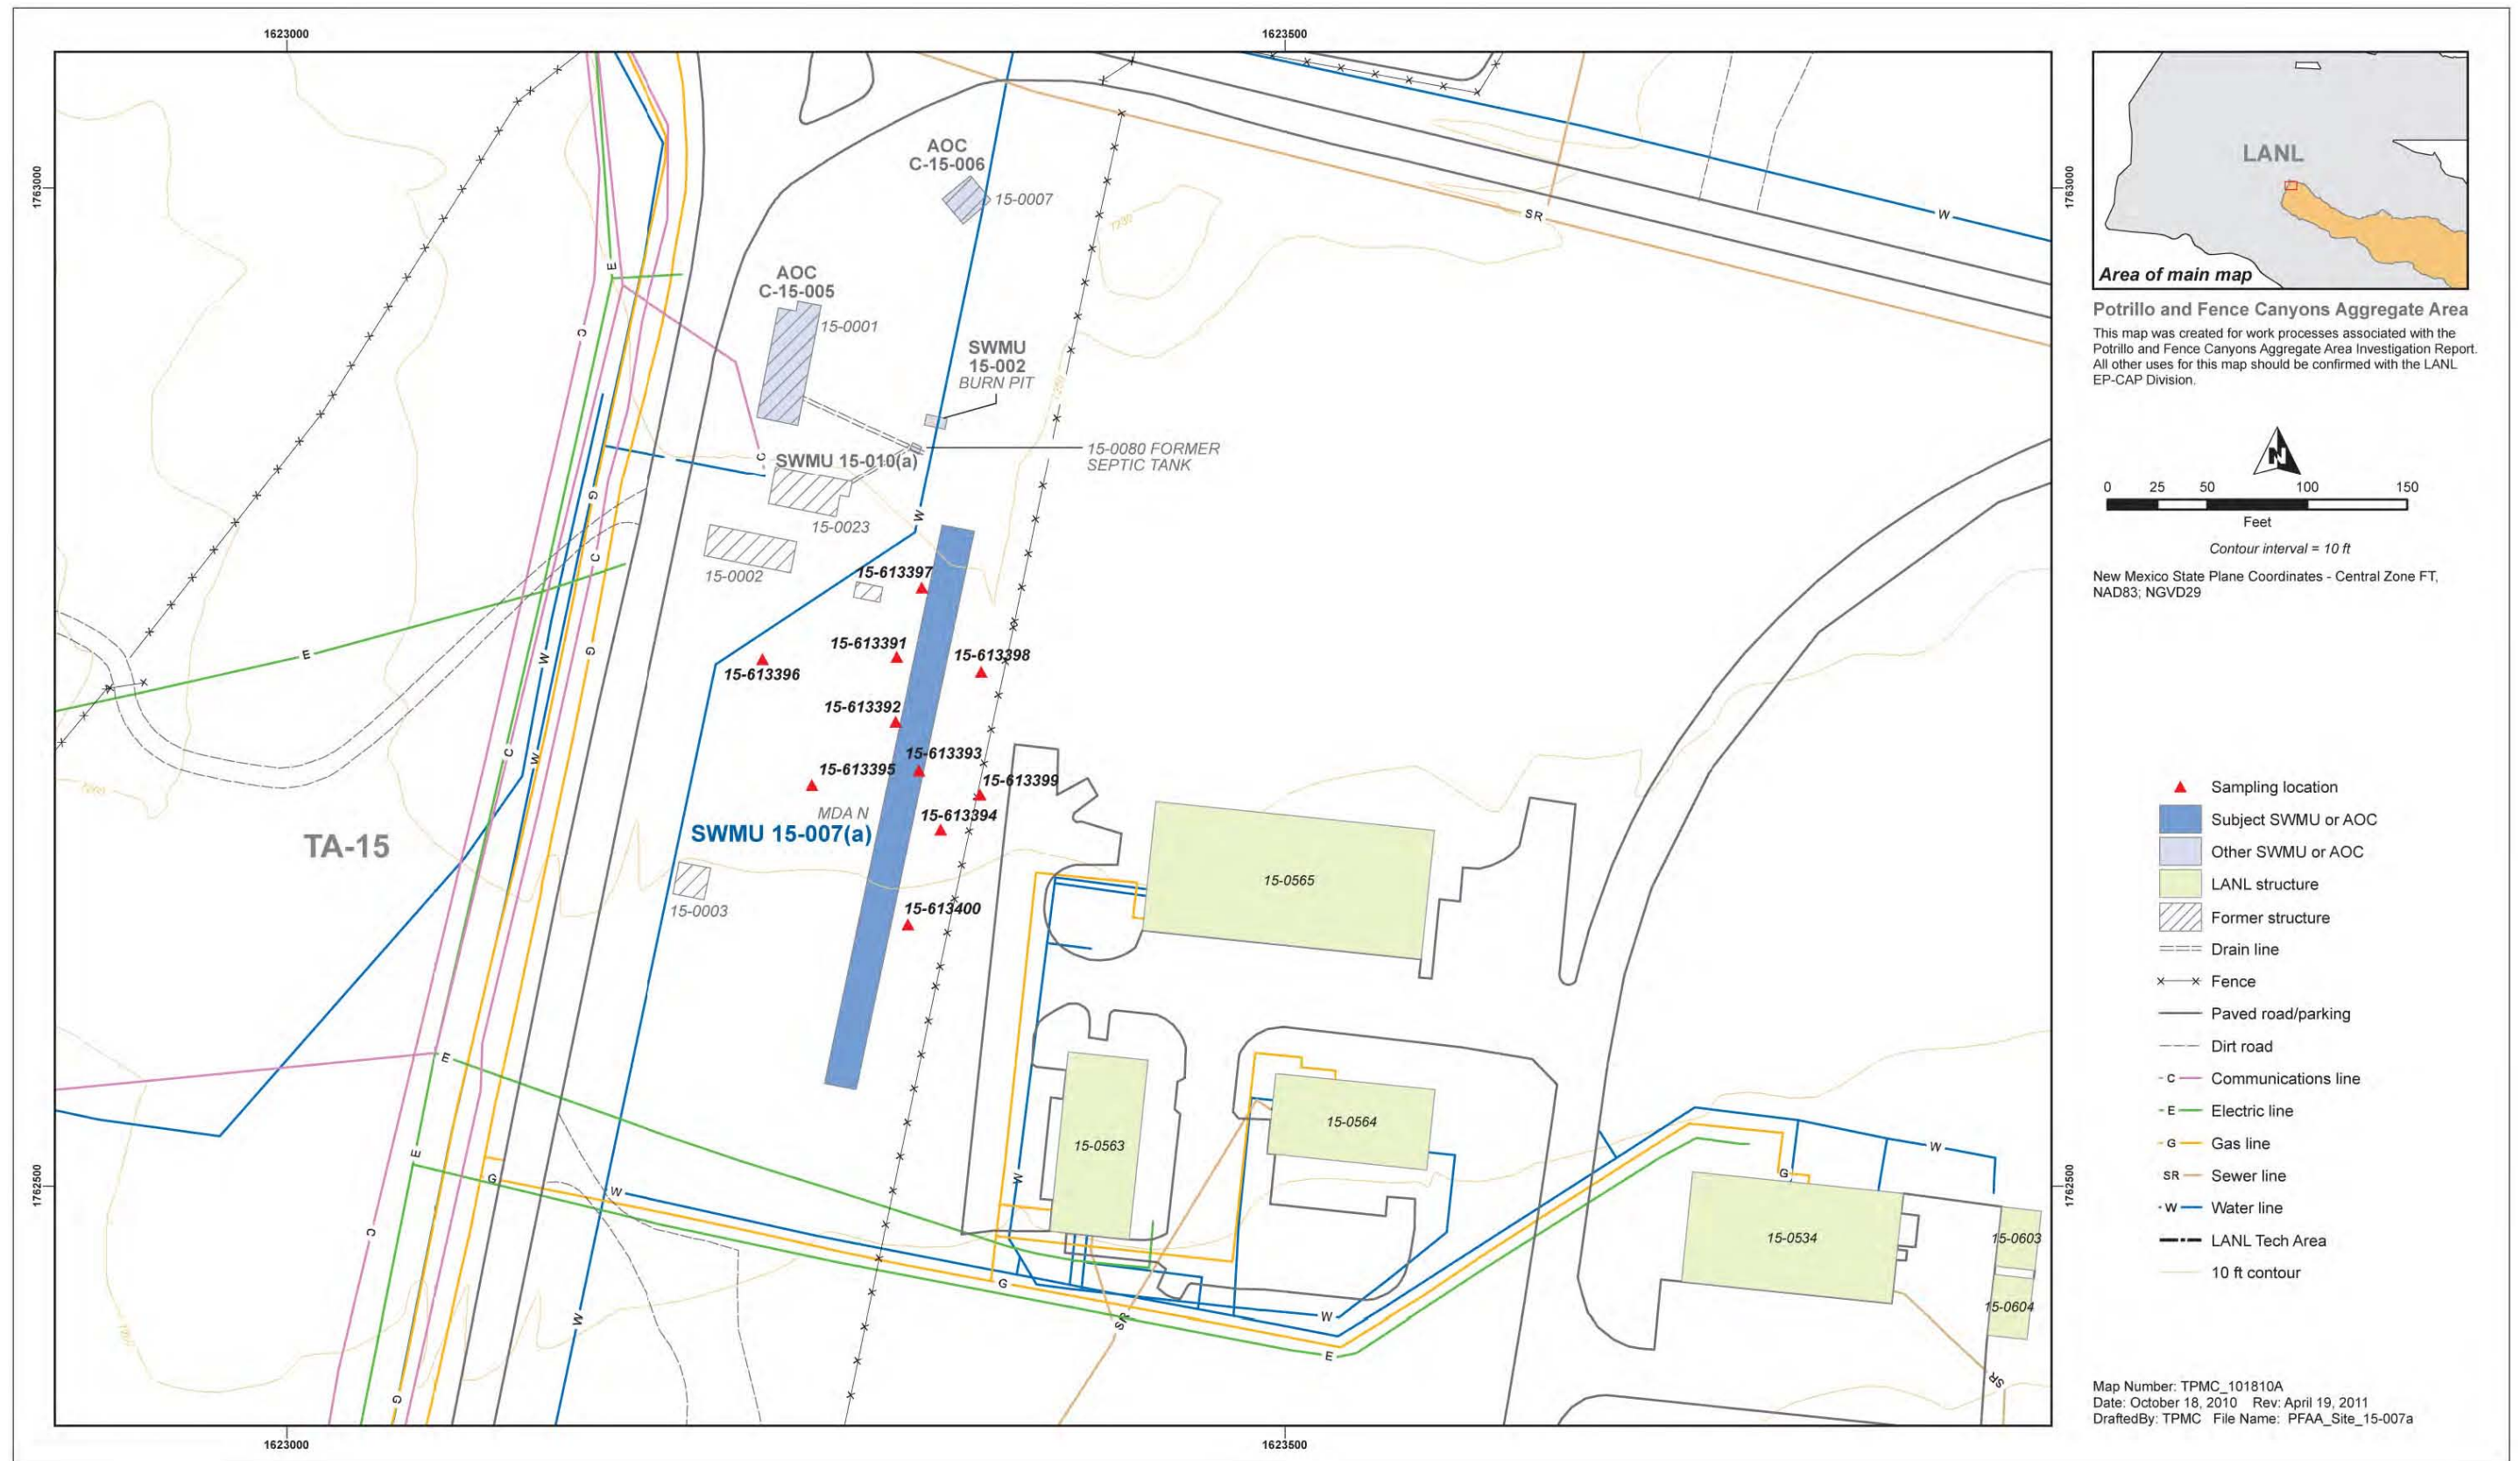 1623000
1623500
1763000
1763000
AOC
C-15-006
15-0007
7230
SR
W
E
AOC
C-15-005
15-0001
C
SWMU
15-002
BURN PIT
15-0080 FORMER
SEPTIC TANK
C
SWMU 15-010(a)
15-0023
G
W
C
15-0002
15-613397
E
W
G
15-613391
15-613398
15-613396
15-613392
C
W
15-613393
15-613395
15-613399
MDA N
15-613394
SWMU 15-007(a)
TA-15
15-0003
15-613400
15-0565
E
15-0563
15-0564
W
E
G
W
W
G
15-0534
15-0603
15-0604
1762500
1762500
C
W
G
SR
W
E
SR
G
1623000
1623500
LANL
Area of main map
Potrillo and Fence Canyons Aggregate Area
This map was created for work processes associated with the
Potrillo and Fence Canyons Aggregate Area Investigation Report.
All other uses for this map should be confirmed with the LANL
EP-CAP Division.
N
0 25 50 100 150
Feet
Contour interval = 10 ft
New Mexico State Plane Coordinates - Central Zone FT,
NAD83; NGVD29
Sampling location
Subject SWMU or AOC
Other SWMU or AOC
LANL structure
Former structure
Drain line
Fence
Paved road/parking
Dirt road
C Communications line
E Electric line
G Gas line
SR Sewer line
W Water line
LANL Tech Area
10 ft contour
Map Number: TPMC_101810A
Date: October 18, 2010 Rev: April 19, 2011
DraftedBy: TPMC File Name: PFAA_Site_15-007a